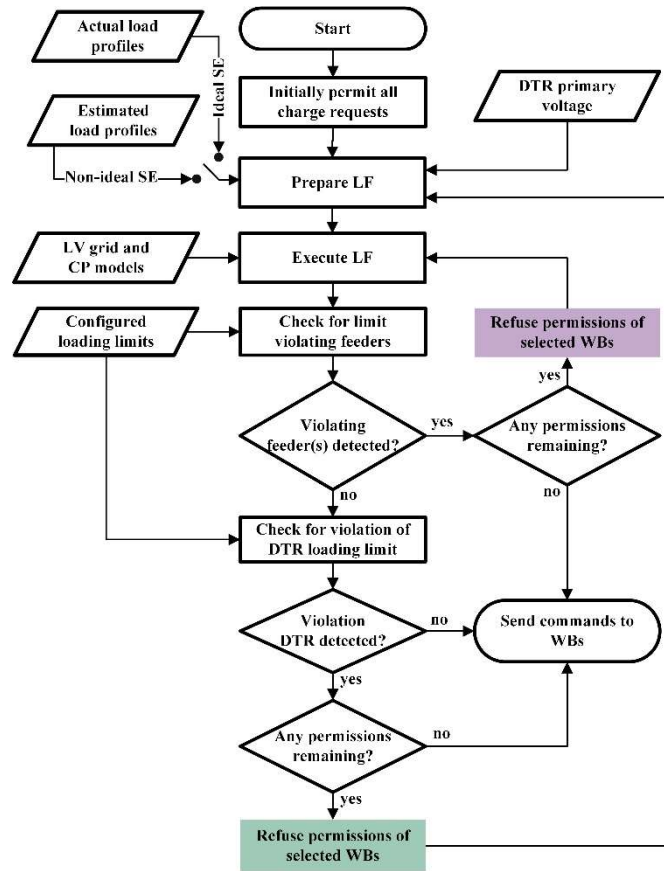 Actual load
profiles
Start
Ideal SE
Initially permit all
charge requests
DTR primary
voltage
Estimated
load profiles
Non-ideal SE
Prepare LF
LV grid and
CP models
Execute LF
Configured
loading limits
Check for limit
violating feeders
Refuse permissions of
selected WBs
yes
Violating
feeder(s) detected?
yes
Any permissions
remaining?
no
no
Check for violation of
DTR loading limit
Violation
DTR detected?
no
Send commands to
WBs
yes
Any permissions
remaining?
no
yes
Refuse permissions of
selected WBs